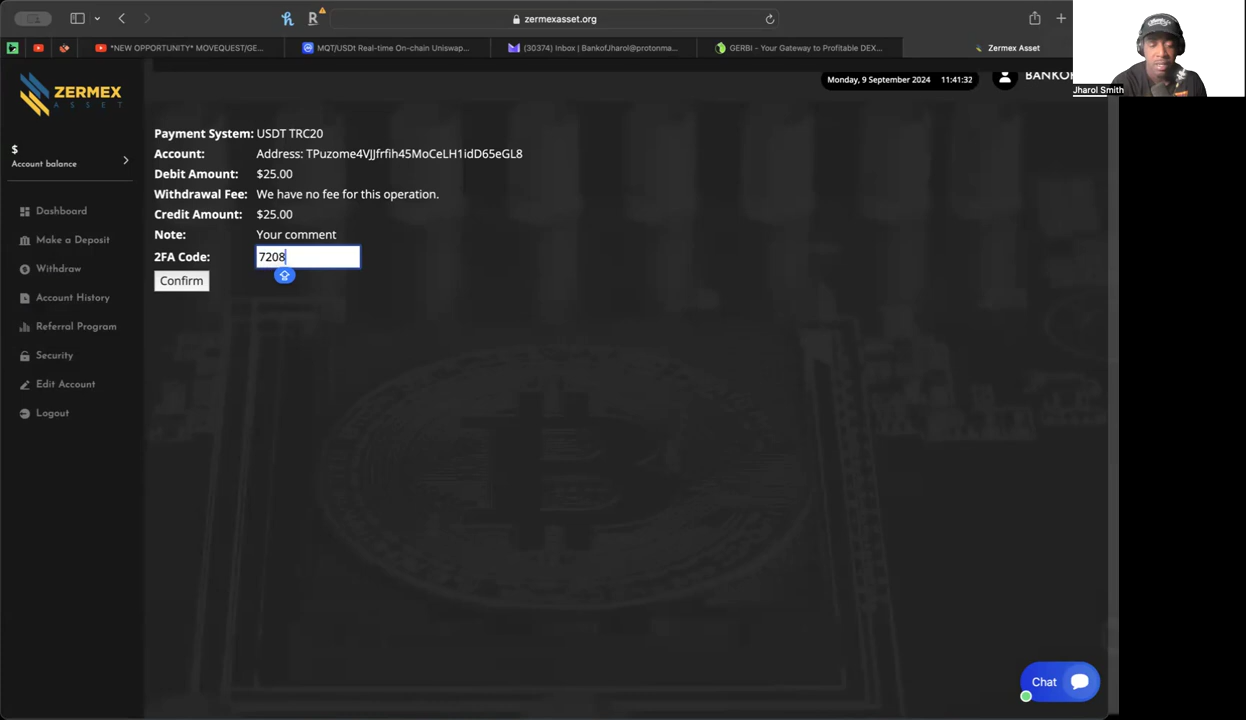 zermexasset.org
*NEW OPPORTUNITY* MOVEQUEST/GE...
MQT/USDt Real-time On-chain Uniswap...
(30374) Inbox | BankofJharol@protonma...
GERBI - Your Gateway to Profitable DEX...
Zermex Asset
ZERMEX
ASSET
Monday, 9 September 2024 11:41:32
BANKOF
Jharol Smith
$
Account balance
Dashboard
Make a Deposit
Withdraw
Account History
Referral Program
Security
Edit Account
Logout
Payment System: USDT TRC20
Account: Address: TPuzome4VJJfrfih45MoCeLH1idD65eGL8
Debit Amount: $25.00
Withdrawal Fee: We have no fee for this operation.
Credit Amount: $25.00
Note: Your comment
2FA Code: 7208
Confirm
Chat